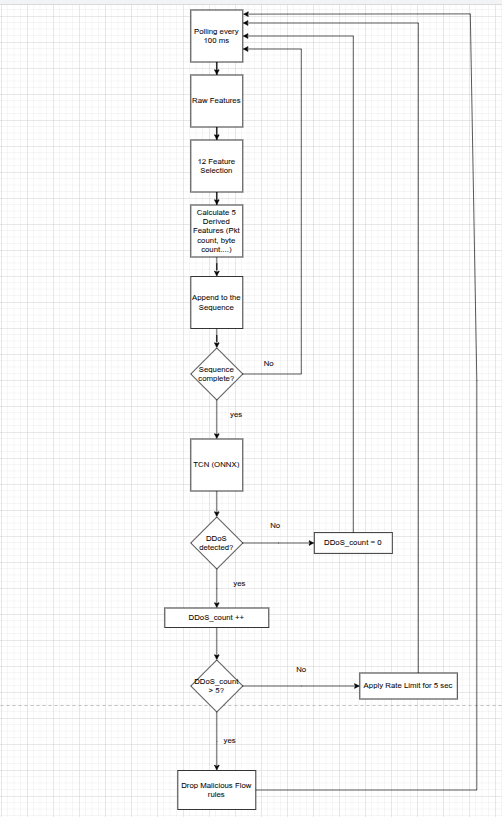 Polling every
100 ms
Raw Features
12 Feature
Selection
Calculate 5
Derived
Features (Pkt
count, byte
count....)
Append to the
Sequence
Sequence
complete?
No
yes
TCN (ONNX)
DDoS
detected?
No
DDoS_count = 0
yes
DDoS_count ++
DDoS_count
> 5?
No
Apply Rate Limit for 5 sec
yes
Drop Malicious Flow
rules